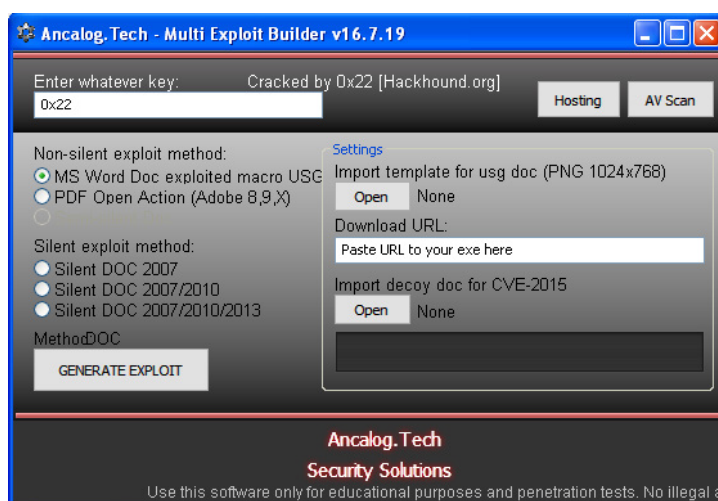 Ancalog.Tech - Multi Exploit Builder v16.7.19
Enter whatever key: Cracked by 0x22 [Hackhound.org]
0x22
Hosting
AV Scan
Non-silent exploit method:
MS Word Doc exploited macro USG
PDF Open Action (Adobe 8,9,X)
Silent exploit method:
Silent DOC 2007
Silent DOC 2007/2010
Silent DOC 2007/2010/2013
MethodDOC
GENERATE EXPLOIT
Settings
Import template for usg doc (PNG 1024x768)
Open None
Download URL:
Paste URL to your exe here
Import decoy doc for CVE-2015
Open None
Ancalog.Tech
Security Solutions
Use this software only for educational purposes and penetration tests. No illegal